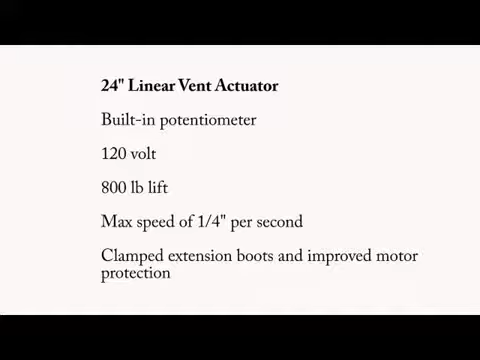 24" Linear Vent Actuator
Built-in potentiometer
120 volt
800 lb lift
Max speed of 1/4" per second
Clamped extension boots and improved motor
protection